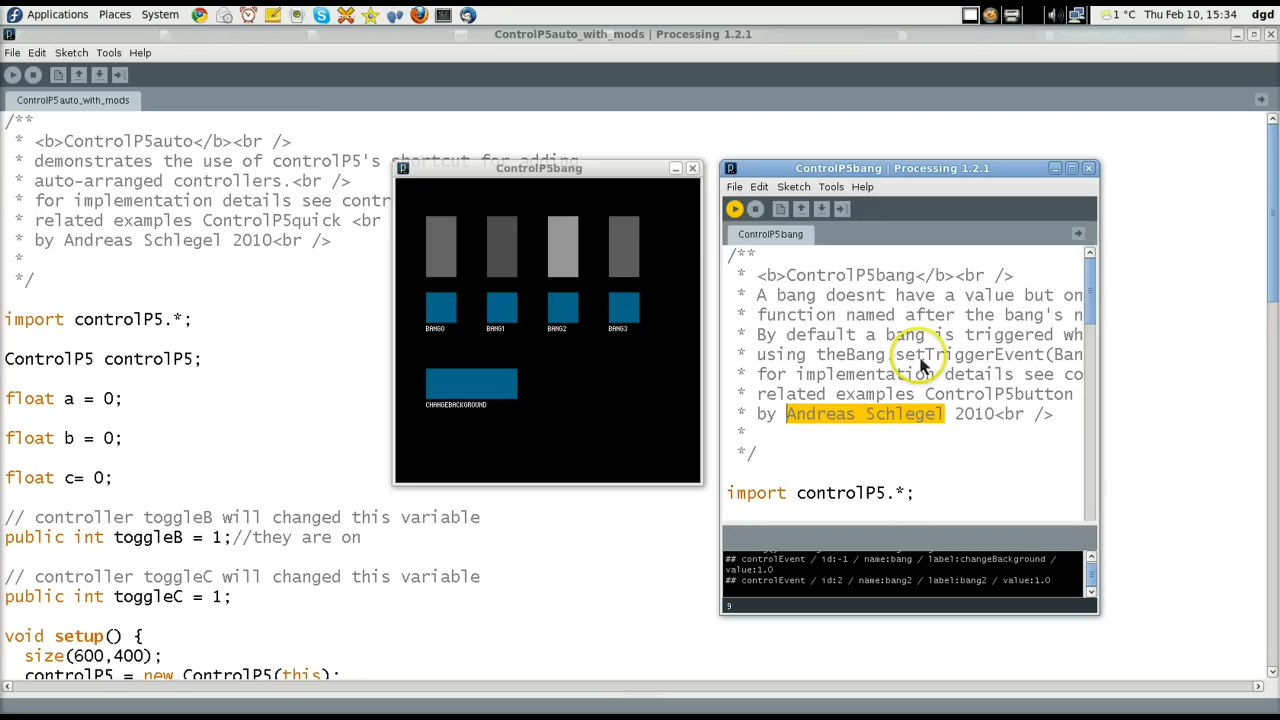 Applications Places System 1 °C Thu Feb 10, 15:34 dgd
ControlP5auto_with_mods | Processing 1.2.1
File Edit Sketch Tools Help
ControlP5auto_with_mods
/**
* <b>ControlP5auto</b><br />
* demonstrates the use of controlP5's shortcut for adding
auto-arranged controllers.<br />
* for implementation details see contr
* related examples ControlP5quick <br
* by Andreas Schlegel 2010<br />
*
*/
import controlP5.*;
ControlP5 controlP5;
float a = 0;
float b = 0;
float c= 0;
// controller toggleB will changed this variable
public int toggleB = 1;//they are on
// controller toggleC will changed this variable
public int toggleC = 1;
void setup() {
size(600,400);
controlP5 = new ControlP5(this);
ControlP5bang
BANG0 BANG1 BANG2 BANG3
CHANGEBACKGROUND
ControlP5bang | Processing 1.2.1
File Edit Sketch Tools Help
ControlP5bang
/**
* <b>ControlP5bang</b><br />
* A bang doesnt have a value but on
* function named after the bang's n
* By default a bang is triggered wh
* using theBang.setTriggerEvent(Ban
* for implementation details see co
* related examples ControlP5button
* by Andreas Schlegel 2010<br />
*
*/
import controlP5.*;
## controlEvent / id:-1 / name:bang / label:changeBackground /
value:1.0
## controlEvent / id:2 / name:bang2 / label:bang2 / value:1.0
9